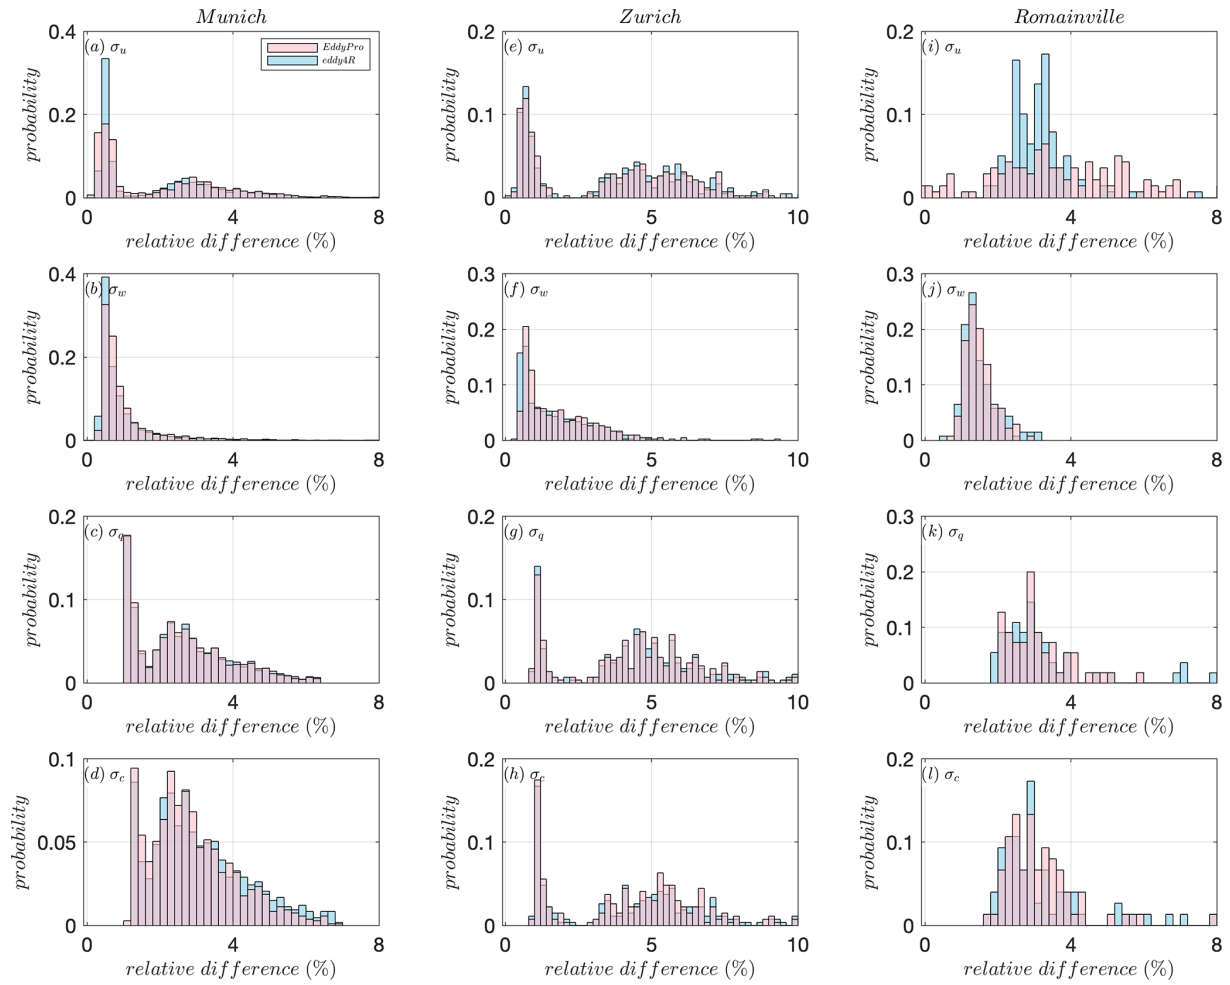 Munich
Zurich
Romainville
(a) σu
EddyPro
eddy4R
0.4
0.2
0
probability
0 4 8
relative difference (%)
(e) σu
0.2
0.1
0
probability
0 5 10
relative difference (%)
(i) σu
0.2
0.1
0
probability
0 4 8
relative difference (%)
(b) σw
0.4
0.2
0
probability
0 4 8
relative difference (%)
(f) σw
0.3
0.2
0.1
0
probability
0 5 10
relative difference (%)
(j) σw
0.3
0.2
0.1
0
probability
0 4 8
relative difference (%)
(c) σq
0.2
0.1
0
probability
0 4 8
relative difference (%)
(g) σq
0.2
0.1
0
probability
0 5 10
relative difference (%)
(k) σq
0.3
0.2
0.1
0
probability
0 4 8
relative difference (%)
(d) σc
0.1
0.05
0
probability
0 4 8
relative difference (%)
(h) σc
0.2
0.1
0
probability
0 5 10
relative difference (%)
(l) σc
0.2
0.1
0
probability
0 4 8
relative difference (%)